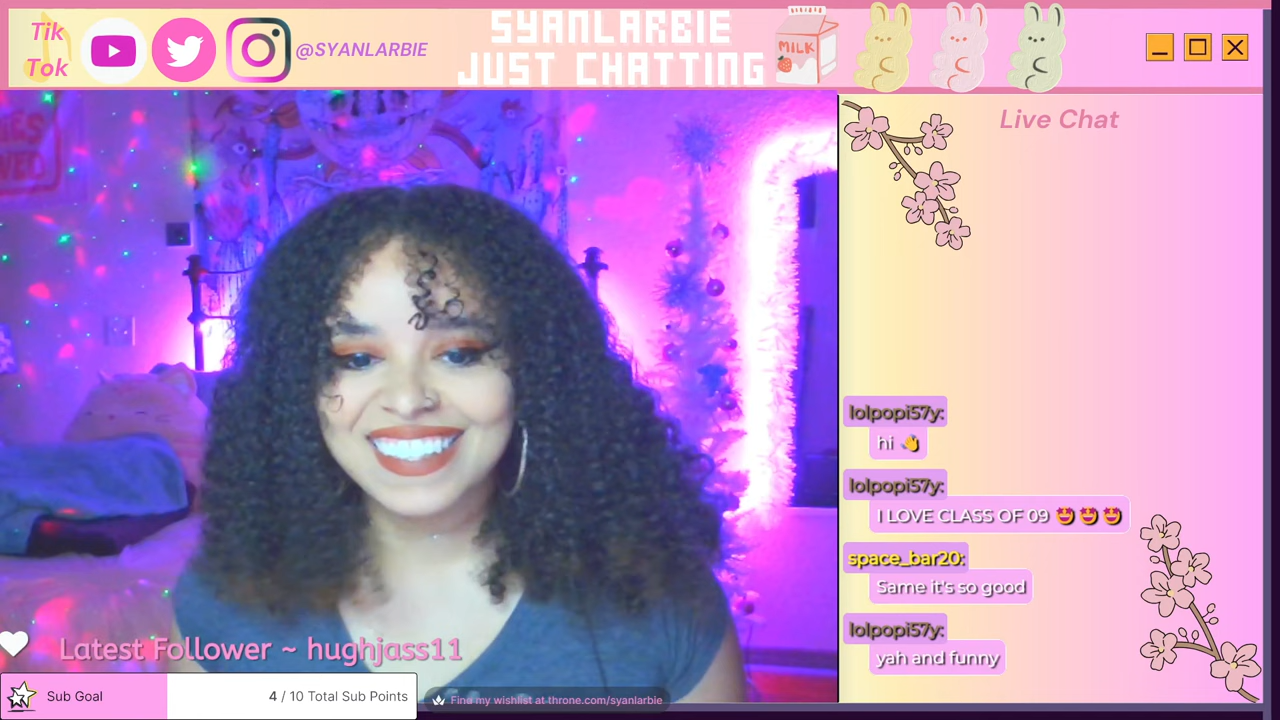 Tik
Tok
@SYANLARBIE
SYANLARBIE
JUST CHATTING
MILK
Live Chat
lolpopi57y:
hi 👋
lolpopi57y:
I LOVE CLASS OF 09 🤩🤩🤩
space_bar20:
Same it's so good
lolpopi57y:
yah and funny
Latest Follower ~ hughjass11
Sub Goal
4 / 10 Total Sub Points
Find my wishlist at throne.com/syanlarbie